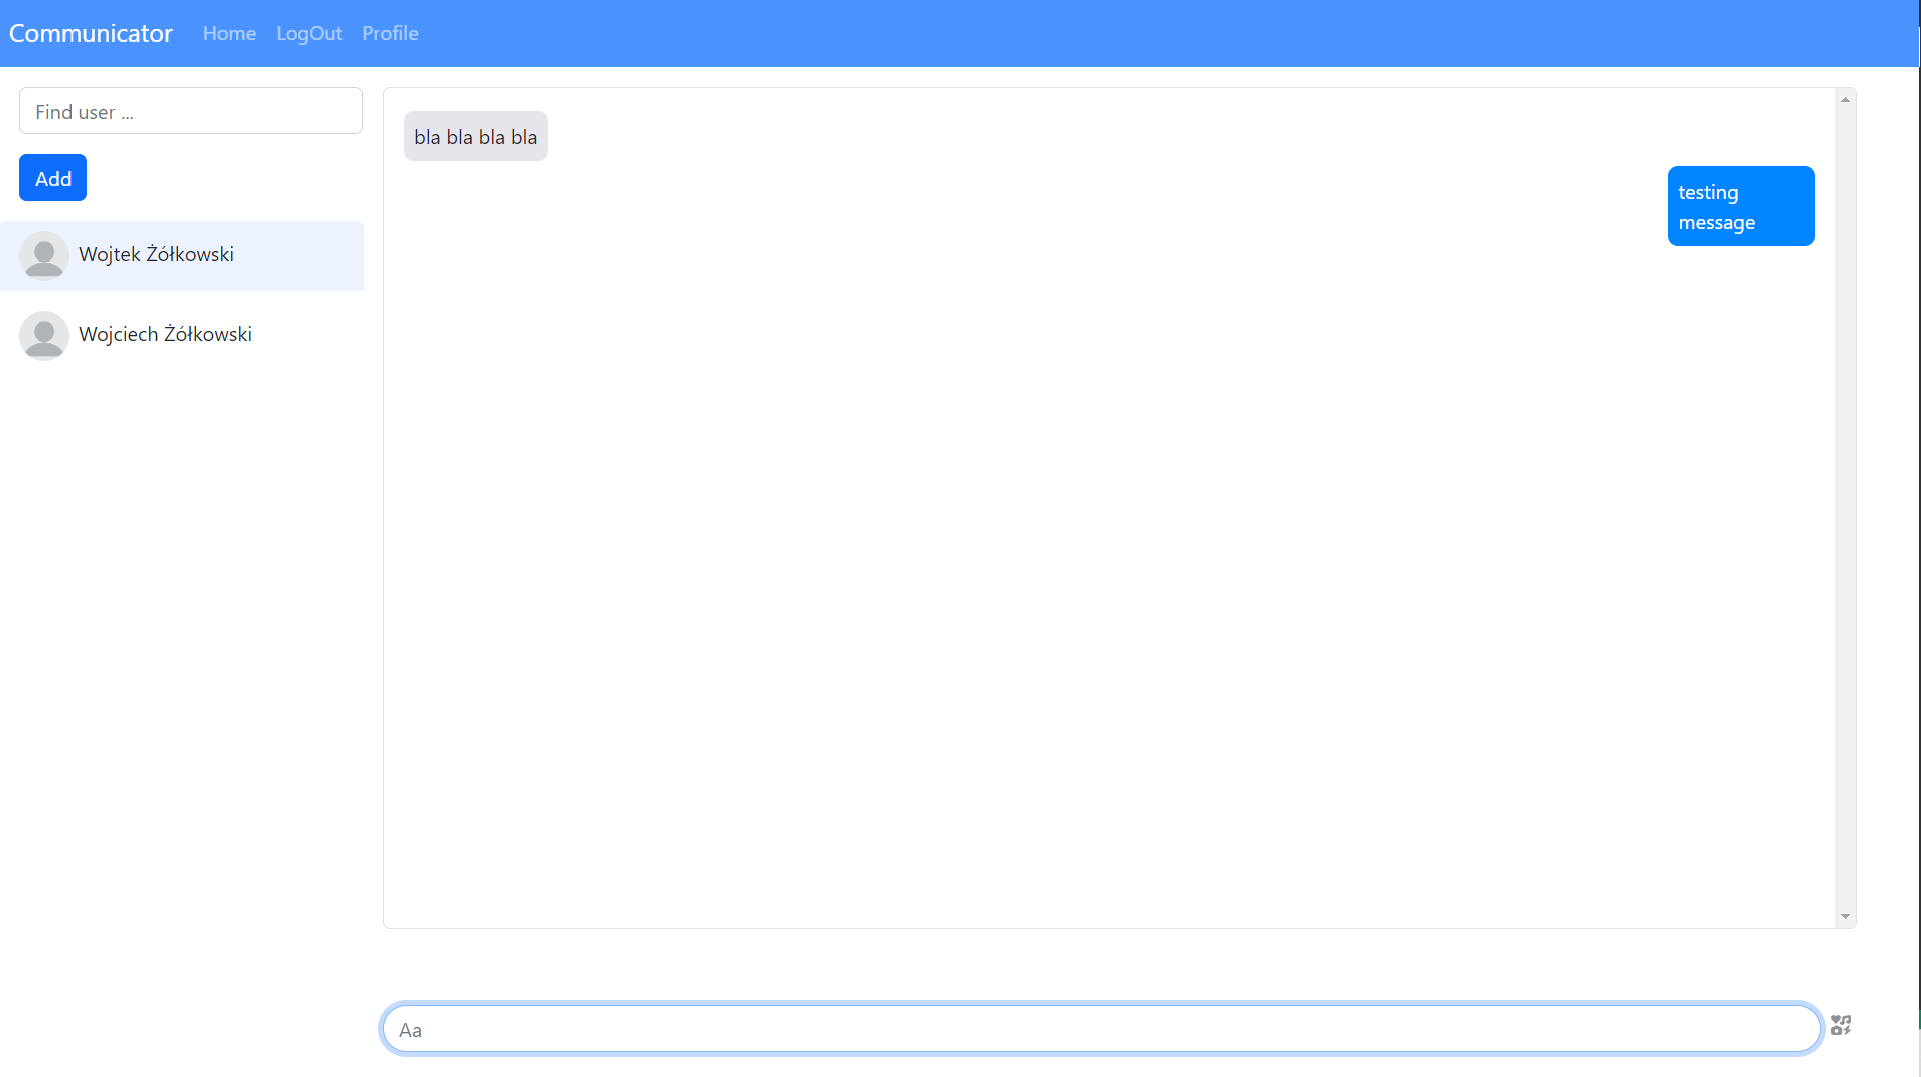 Communicator Home LogOut Profile
Find user ...
Add
Wojtek Żółkowski
Wojciech Żółkowski
bla bla bla bla
testing
message
Aa